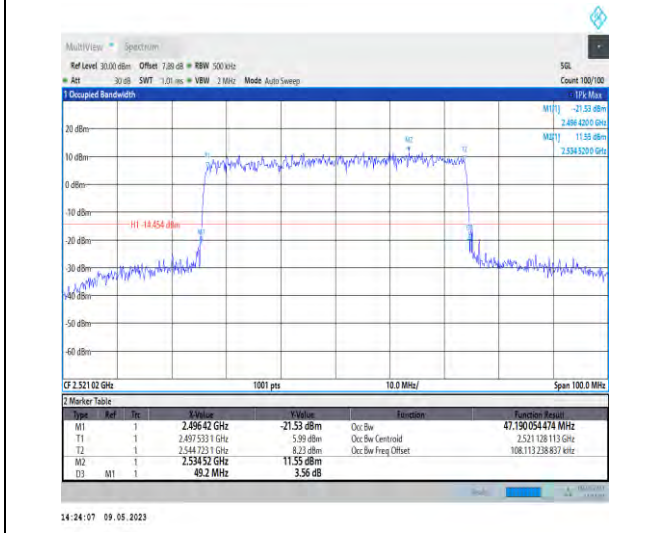 MultiView Spectrum
Ref Level 30.00 dBm Offset 7.89 dB RBW 500 kHz SGL
Att 30 dB SWT 1.01 ms VBW 2 MHz Mode Auto Sweep Count 100/100
1 Occupied Bandwidth 1Pk Max
M1[1] -21.53 dBm
2.496 4200 GHz
M2[1] 11.55 dBm
2.534 5200 GHz
20 dBm
10 dBm
0 dBm
-10 dBm
H1 -14.454 dBm
-20 dBm
-30 dBm
-40 dBm
-50 dBm
-60 dBm
T1
M2
T2
M1
CF 2.521 02 GHz 1001 pts 10.0 MHz/ Span 100.0 MHz
2 Marker Table
Type Ref Trc X-Value Y-Value Function Function Result
M1 1 2.496 42 GHz -21.53 dBm Occ Bw 47.190 054 474 MHz
T1 1 2.497 533 1 GHz 5.99 dBm Occ Bw Centroid 2.521 128 113 GHz
T2 1 2.544 723 1 GHz 8.23 dBm Occ Bw Freq Offset 108.113 238 837 kHz
M2 1 2.534 52 GHz 11.55 dBm
D3 M1 1 49.2 MHz 3.56 dB
14:24:07 09.05.2023